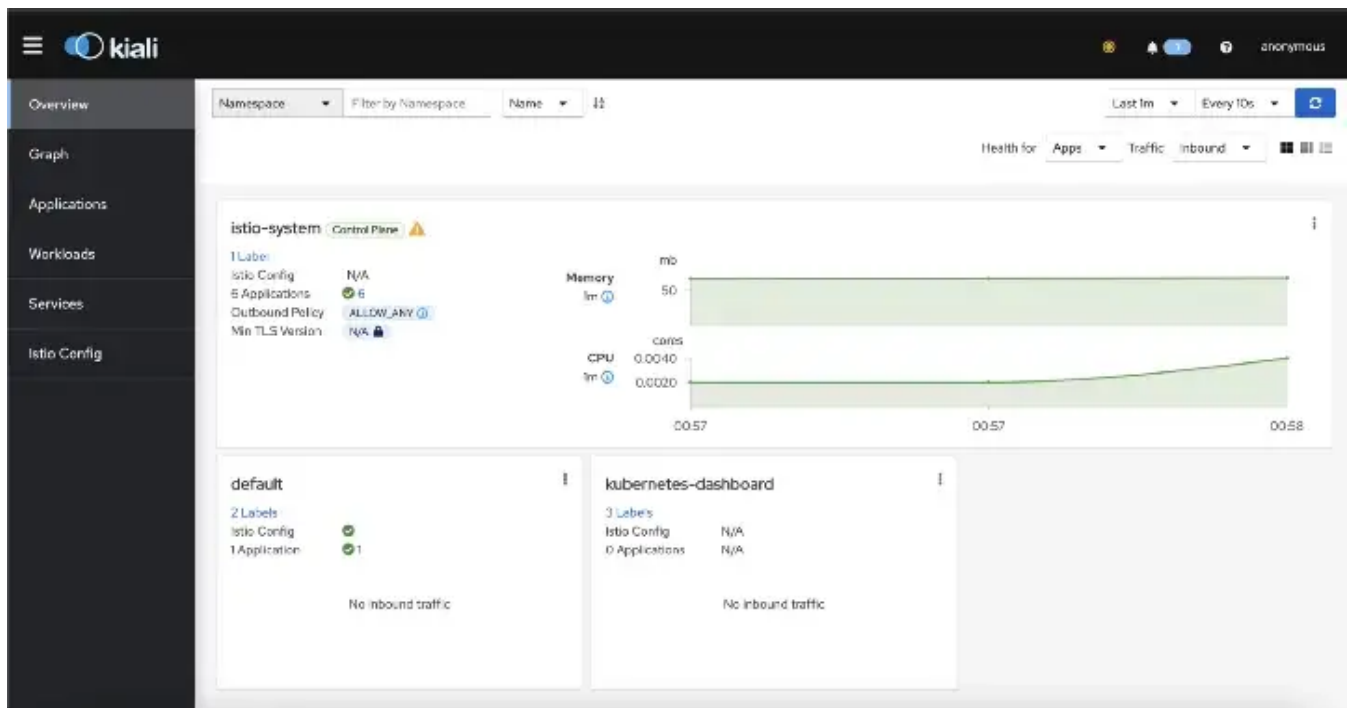 kiali
anonymous
Overview
Graph
Applications
Workloads
Services
Istio Config
Namespace Filter by Namespace Name
Last 1m Every 10s
Health for Apps Traffic Inbound
istio-system Control Plane
1 Label
Istio Config N/A
6 Applications 6
Outbound Policy ALLOW_ANY
Min TLS Version N/A
Memory
1m
mb
50
CPU
1m
cores
0.0040
0.0020
00:57 00:57 00:58
default
2 Labels
Istio Config
1 Application 1
No inbound traffic
kubernetes-dashboard
3 Labels
Istio Config N/A
0 Applications N/A
No inbound traffic